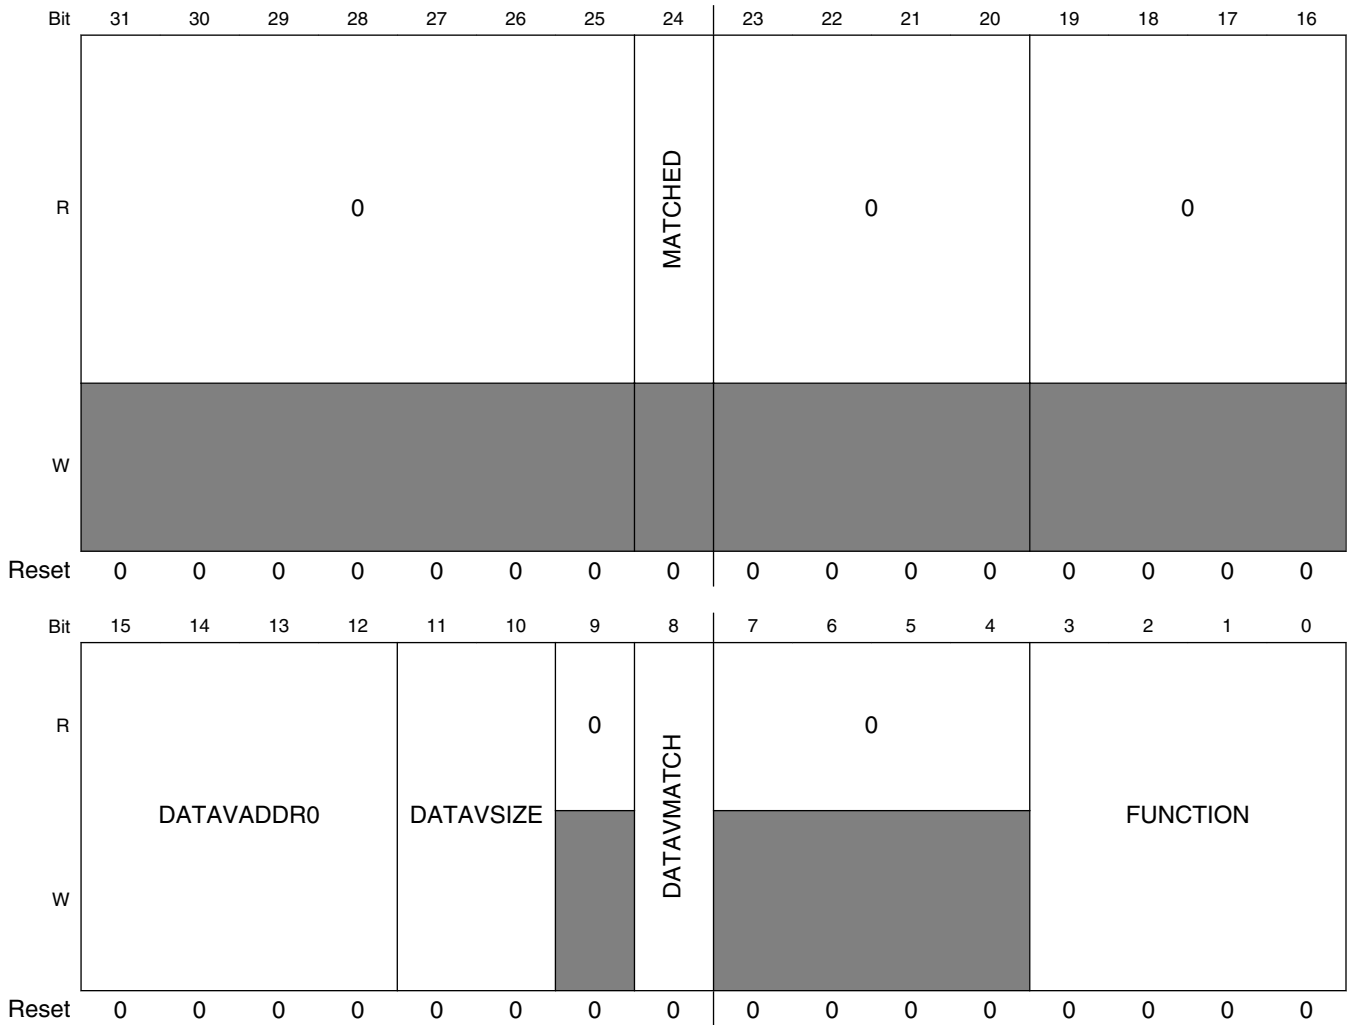 Bit 31 30 29 28 27 26 25 24 23 22 21 20 19 18 17 16
R 0 MATCHED 0 0
W
Reset 0 0 0 0 0 0 0 0 0 0 0 0 0 0 0 0
Bit 15 14 13 12 11 10 9 8 7 6 5 4 3 2 1 0
R 0 0
DATAVADDR0 DATAVSIZE DATAVMATCH FUNCTION
W
Reset 0 0 0 0 0 0 0 0 0 0 0 0 0 0 0 0